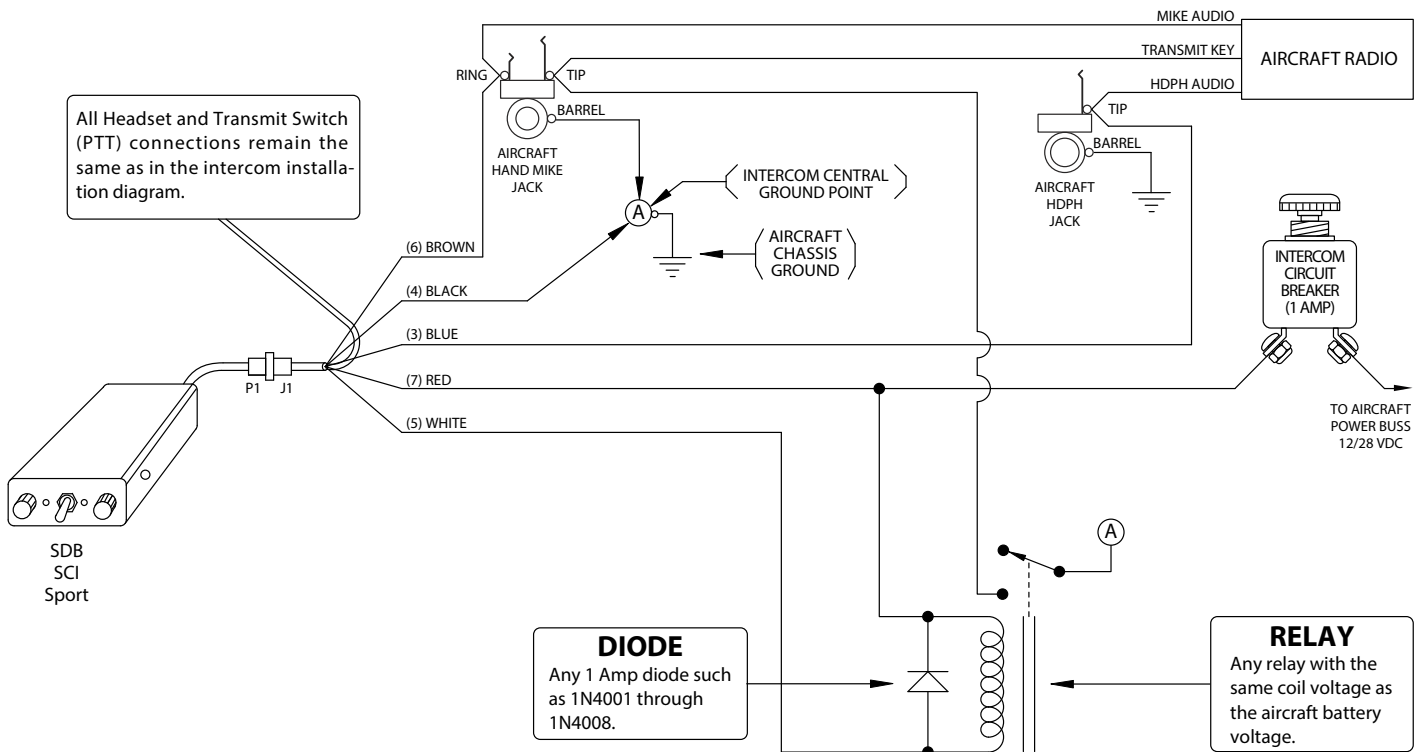 MIKE AUDIO
TRANSMIT KEY
HDPH AUDIO
AIRCRAFT RADIO
RING
TIP
BARREL
AIRCRAFT
HAND MIKE
JACK
TIP
BARREL
AIRCRAFT
HDPH
JACK
All Headset and Transmit Switch
(PTT) connections remain the
same as in the intercom installa-
tion diagram.
INTERCOM CENTRAL
GROUND POINT
A
AIRCRAFT
CHASSIS
GROUND
INTERCOM
CIRCUIT
BREAKER
(1 AMP)
(6) BROWN
(4) BLACK
(3) BLUE
(7) RED
(5) WHITE
P1
J1
TO AIRCRAFT
POWER BUSS
12/28 VDC
SDB
SCI
Sport
A
DIODE
Any 1 Amp diode such
as 1N4001 through
1N4008.
RELAY
Any relay with the
same coil voltage as
the aircraft battery
voltage.